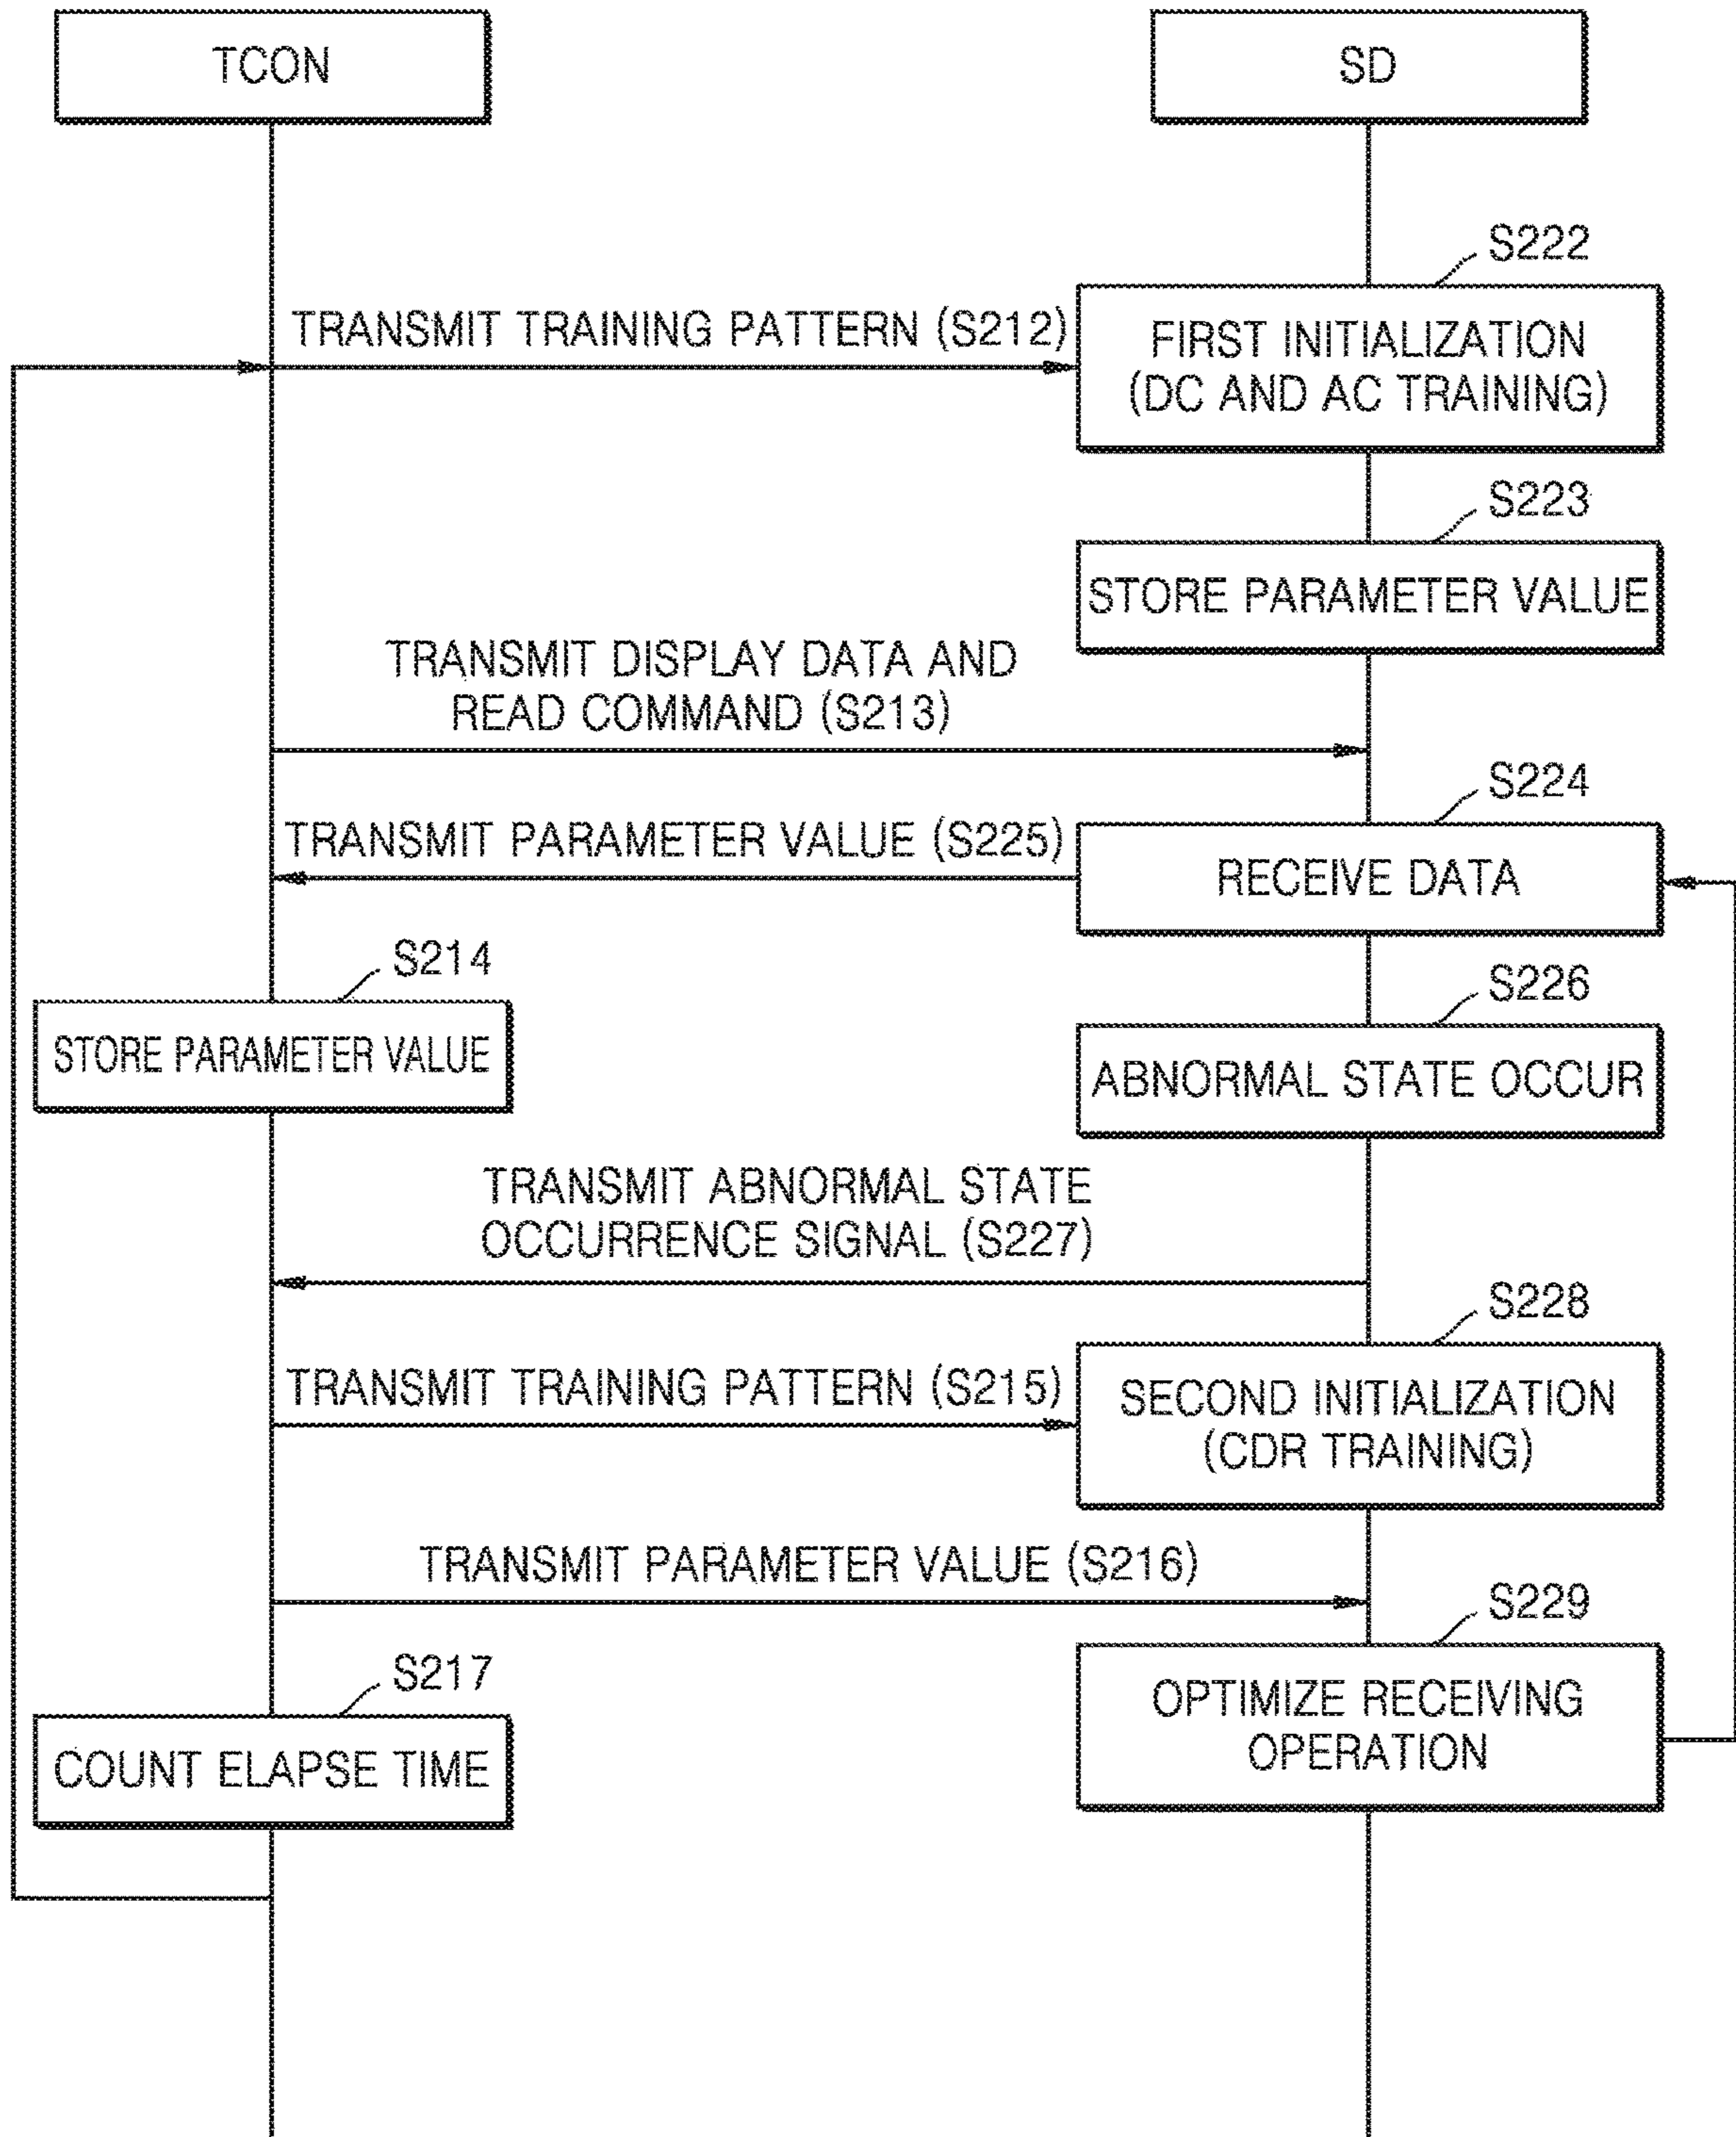 TCON
SD
S222
TRANSMIT TRAINING PATTERN (S212)
FIRST INITIALIZATION
(DC AND AC TRAINING)
S223
STORE PARAMETER VALUE
TRANSMIT DISPLAY DATA AND
READ COMMAND (S213)
S224
TRANSMIT PARAMETER VALUE (S225)
RECEIVE DATA
S214
STORE PARAMETER VALUE
S226
ABNORMAL STATE OCCUR
TRANSMIT ABNORMAL STATE
OCCURRENCE SIGNAL (S227)
S228
TRANSMIT TRAINING PATTERN (S215)
SECOND INITIALIZATION
(CDR TRAINING)
TRANSMIT PARAMETER VALUE (S216)
S229
OPTIMIZE RECEIVING
OPERATION
S217
COUNT ELAPSE TIME